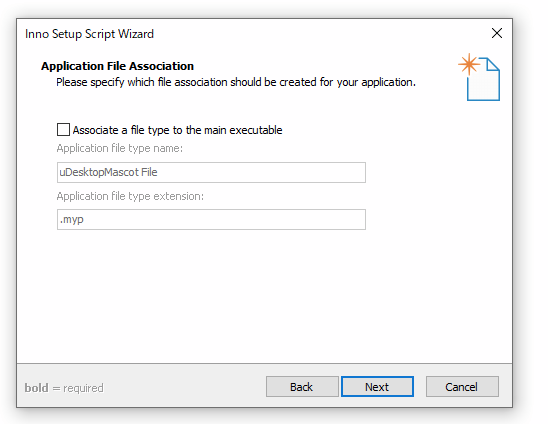 Inno Setup Script Wizard
Application File Association
Please specify which file association should be created for your application.
Associate a file type to the main executable
Application file type name:
uDesktopMascot File
Application file type extension:
.myp
bold = required
Back
Next
Cancel